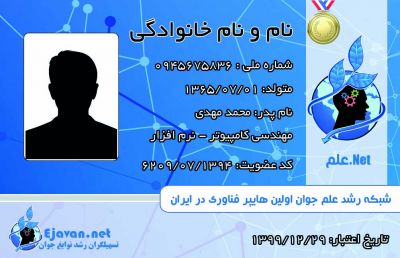 نام و نام خانوادگی
شماره ملی : ۰۹۴۵۶۷۵۸۳۶
متولد: ۱۳۶۵/۰۷/۰۱
نام پدر: محمد مهدی
مهندسی کامپیوتر - نرم افزار
کد عضویت: ۶۲۰۹/۰۷/۱۳۹۴
علم.Net
شبکه رشد علم جوان اولین هایپر فناوری در ایران
Ejavan.net
تسهیلگران رشد نوابغ جوان
تاریخ اعتبار: ۱۳۹۹/۱۲/۲۹